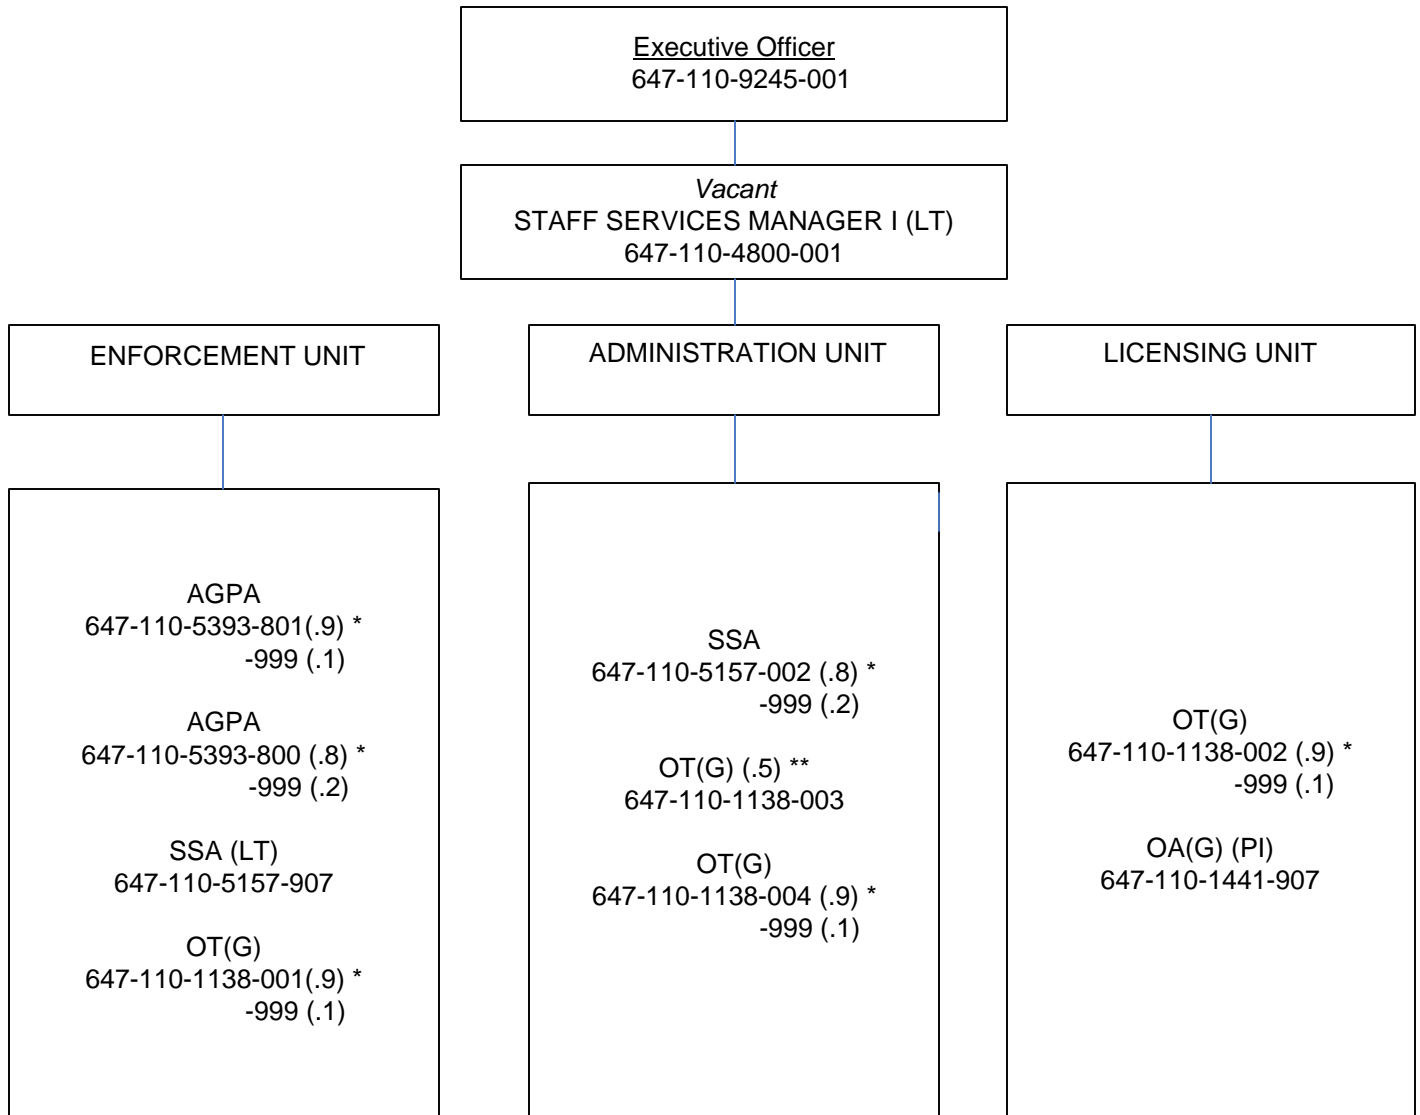 Executive Officer
647-110-9245-001
Vacant
STAFF SERVICES MANAGER I (LT)
647-110-4800-001
ENFORCEMENT UNIT
AGPA
647-110-5393-801(.9) *
-999 (.1)
AGPA
647-110-5393-800 (.8) *
-999 (.2)
SSA (LT)
647-110-5157-907
OT(G)
647-110-1138-001(.9) *
-999 (.1)
ADMINISTRATION UNIT
SSA
647-110-5157-002 (.8) *
-999 (.2)
OT(G) (.5) **
647-110-1138-003
OT(G)
647-110-1138-004 (.9) *
-999 (.1)
LICENSING UNIT
OT(G)
647-110-1138-002 (.9) *
-999 (.1)
OA(G) (PI)
647-110-1441-907